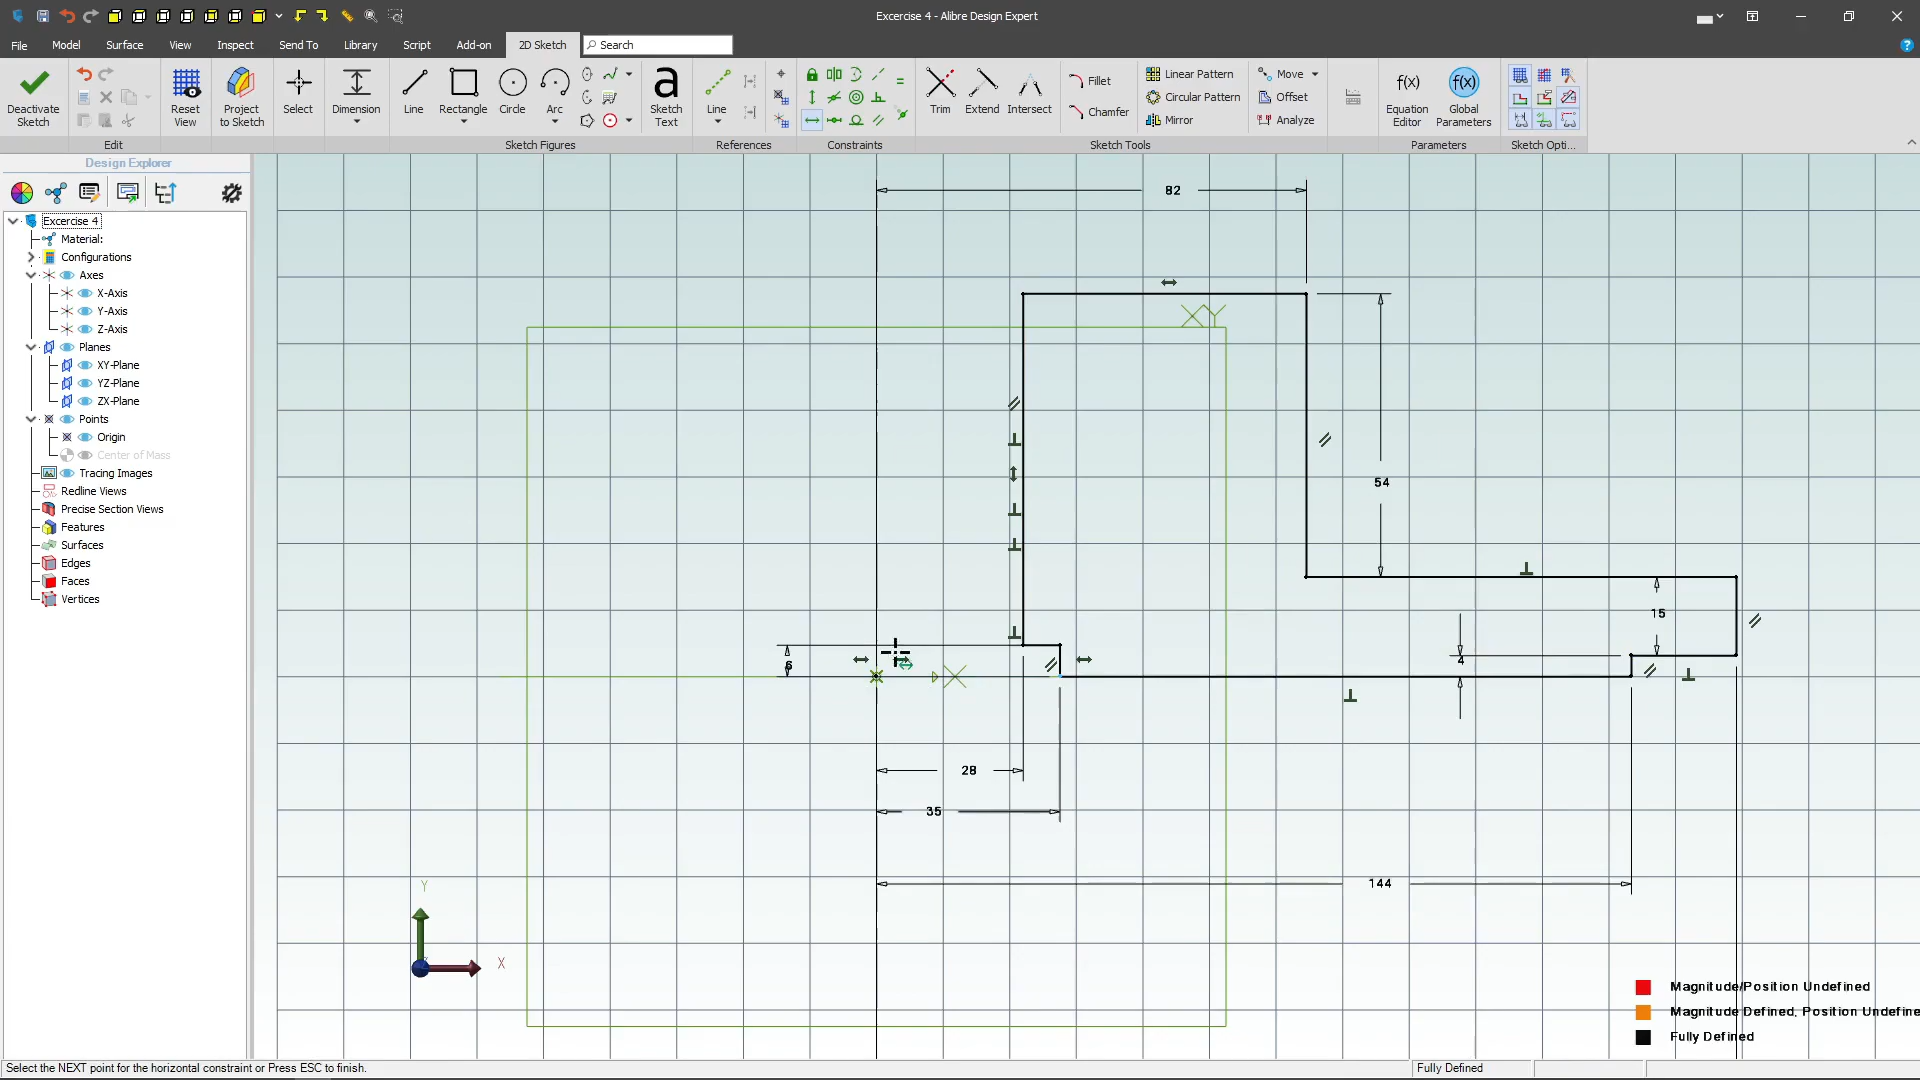 Excercise 4 - Alibre Design Expert
File Model Surface View Inspect Send To Library Script Add-on 2D Sketch Search
Deactivate Sketch
Reset View
Project to Sketch
Select
Dimension
Line
Rectangle
Circle
Arc
a
Sketch Text
Line
Trim
Extend
Intersect
Fillet
Chamfer
Linear Pattern
Circular Pattern
Mirror
Move
Offset
Analyze
f(x)
Equation Editor
f(x)
Global Parameters
Edit Sketch Figures References Constraints Sketch Tools Parameters Sketch Opti...
Design Explorer
Excercise 4
Material:
Configurations
Axes
X-Axis
Y-Axis
Z-Axis
Planes
XY-Plane
YZ-Plane
ZX-Plane
Points
Origin
Center of Mass
Tracing Images
Redline Views
Precise Section Views
Features
Surfaces
Edges
Faces
Vertices
82
XY
54
15
4
6
X
28
35
144
Y
X
Magnitude/Position Undefined
Magnitude Defined, Position Undefine
Fully Defined
Select the NEXT point for the horizontal constraint or Press ESC to finish.
Fully Defined